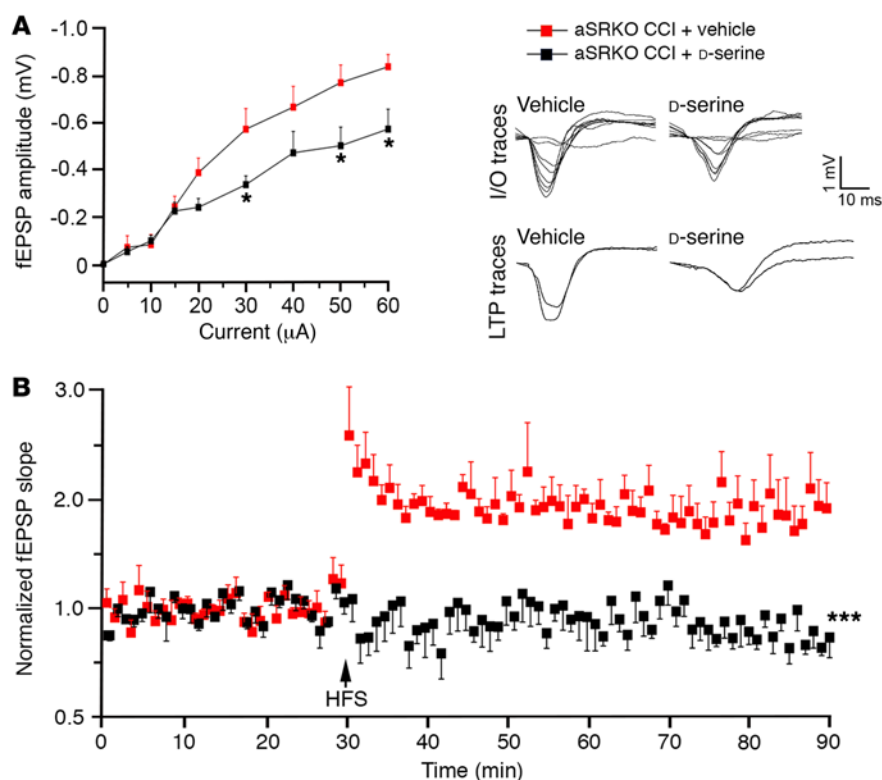 A
fEPSP amplitude (mV)
-1.0
-0.8
-0.6
-0.4
-0.2
0
* * *
0 10 20 30 40 50 60
Current (µA)
aSRKO CCI + vehicle
aSRKO CCI + D-serine
I/O traces
Vehicle D-serine
1 mV
10 ms
LTP traces
Vehicle D-serine
B
Normalized fEPSP slope
3.0
2.0
1.0
0.5
***
HFS
0 10 20 30 40 50 60 70 80 90
Time (min)